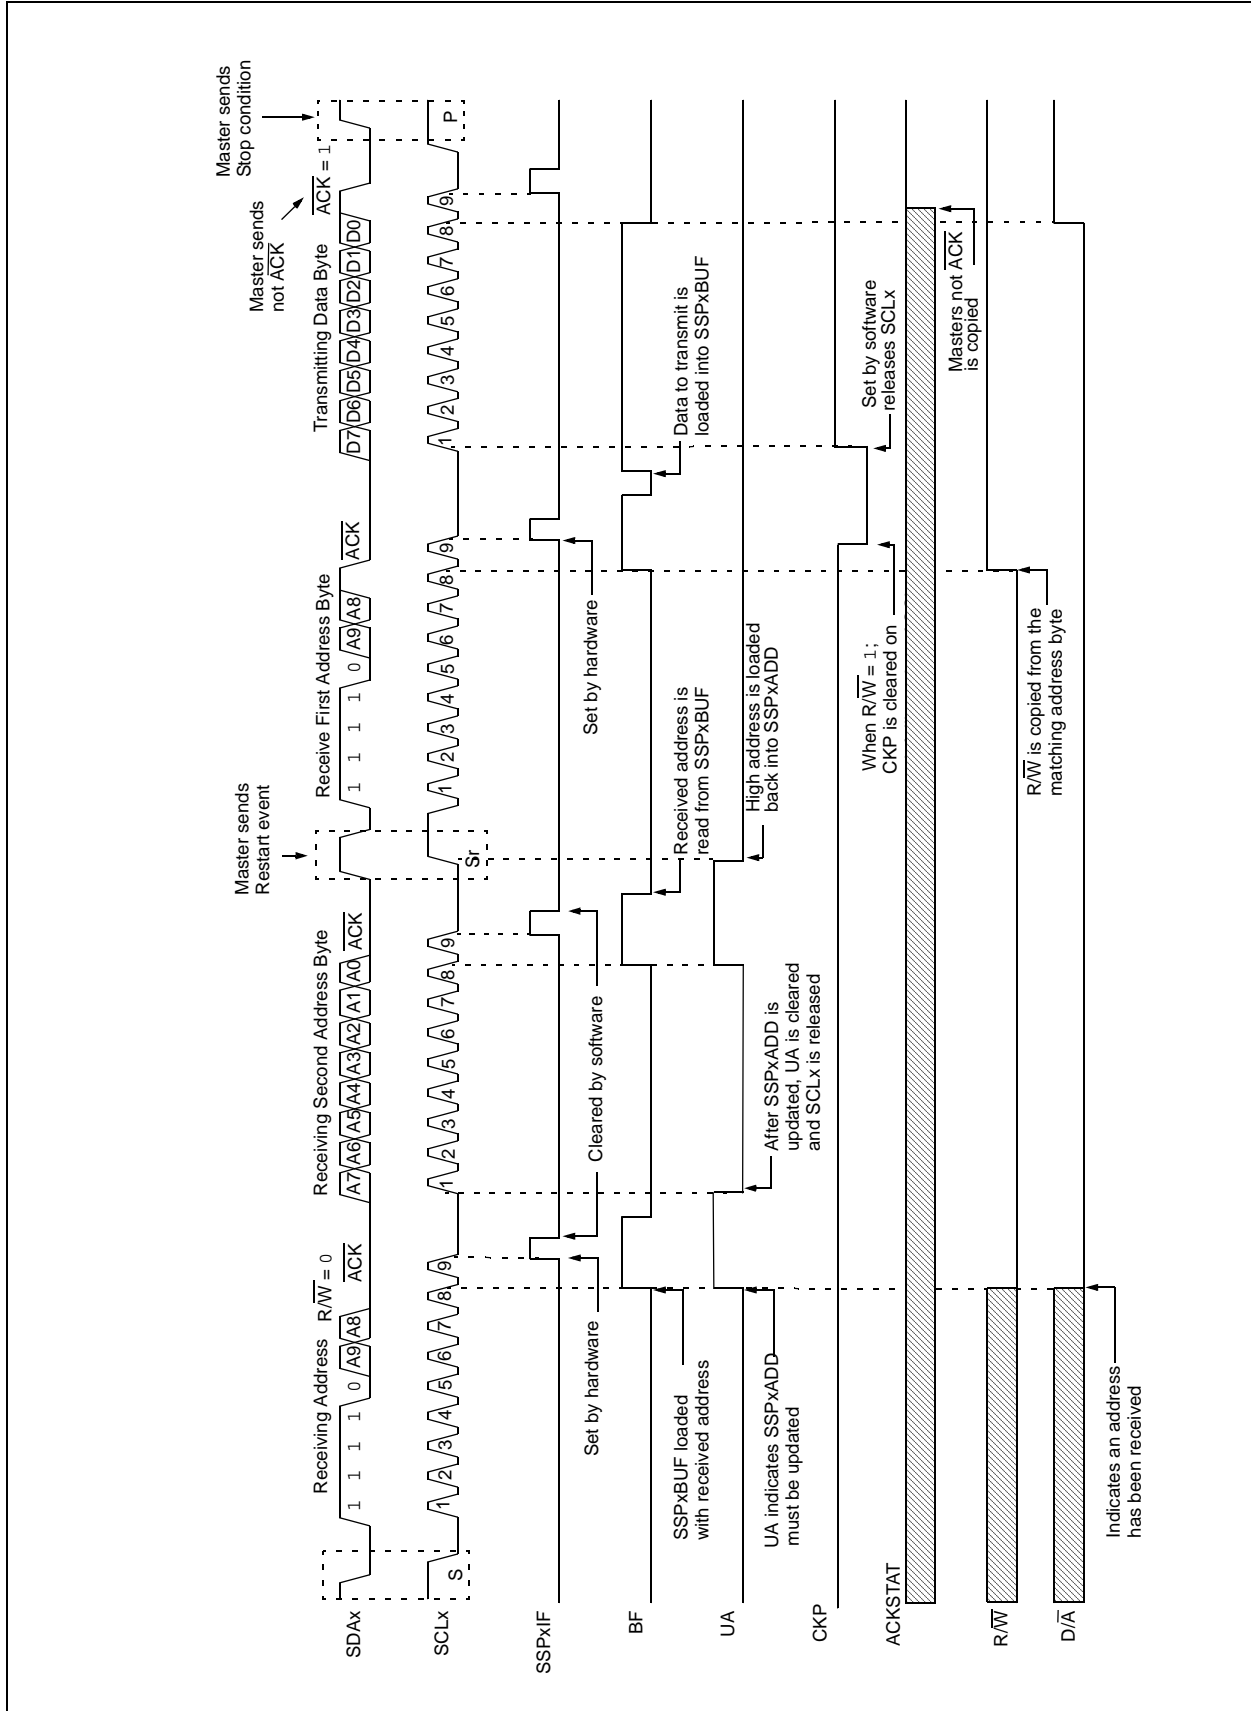 Master sends
Stop condition
Master sends
not ACK
Master sends
Restart event
Receiving Address R/W = 0
Receiving Second Address Byte
Receive First Address Byte
Transmitting Data Byte ACK = 1
SDAx
1 1 1 1 0 A9 A8 ACK
A7 A6 A5 A4 A3 A2 A1 A0 ACK
1 1 1 1 0 A9 A8 ACK
D7 D6 D5 D4 D3 D2 D1 D0
SCLx
S
1 2 3 4 5 6 7 8 9
1 2 3 4 5 6 7 8 9
Sr
1 2 3 4 5 6 7 8 9
1 2 3 4 5 6 7 8 9
P
SSPxIF
Set by hardware
Cleared by software
Set by hardware
BF
SSPxBUF loaded
with received address
Received address is
read from SSPxBUF
Data to transmit is
loaded into SSPxBUF
UA
UA indicates SSPxADD
must be updated
After SSPxADD is
updated, UA is cleared
and SCLx is released
High address is loaded
back into SSPxADD
CKP
When R/W = 1;
CKP is cleared on
Set by software
releases SCLx
ACKSTAT
Masters not ACK
is copied
R/W
R/W is copied from the
matching address byte
D/A
Indicates an address
has been received